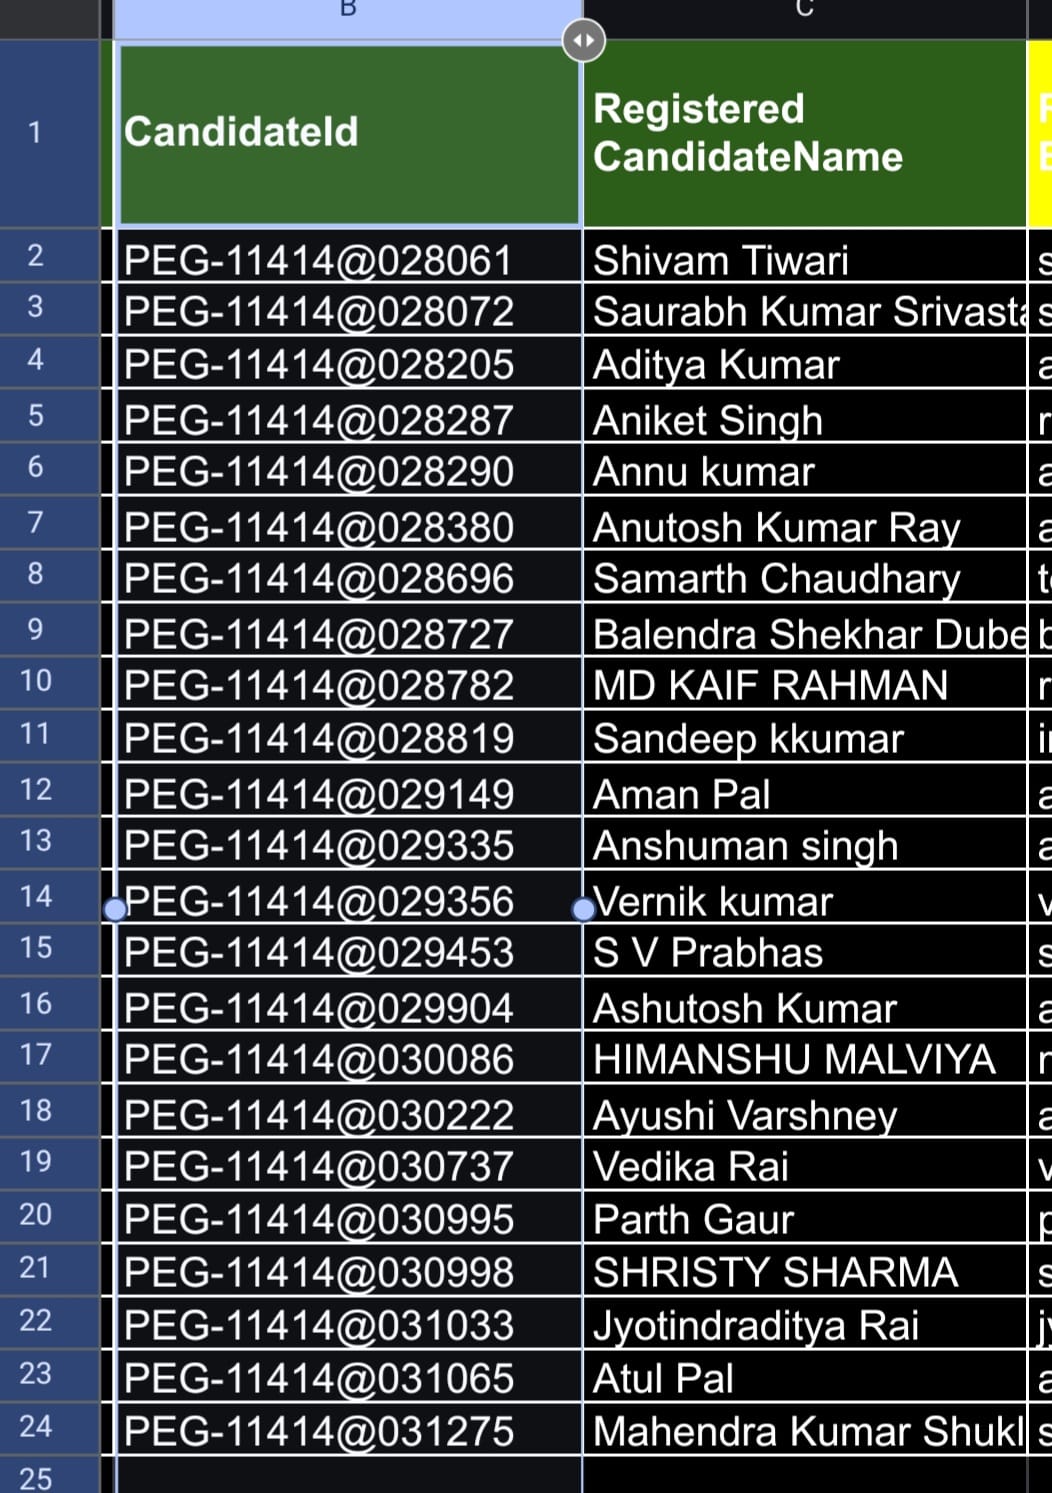 B C
1 CandidateId Registered
CandidateName
2 PEG-11414@028061 Shivam Tiwari
3 PEG-11414@028072 Saurabh Kumar
4 PEG-11414@028205 Aditya Kumar
5 PEG-11414@028287 Aniket Singh
6 PEG-11414@028290 Annu kumar
7 PEG-11414@028380 Anutosh Kumar Ray
8 PEG-11414@028696 Samarth Chaudhary
9 PEG-11414@028727 Balendra Shekhar
10 PEG-11414@028782 MD KAIF RAHMAN
11 PEG-11414@028819 Sandeep kkumar
12 PEG-11414@029149 Aman Pal
13 PEG-11414@029335 Anshuman singh
14 PEG-11414@029356 Vernik kumar
15 PEG-11414@029453 S V Prabhas
16 PEG-11414@029904 Ashutosh Kumar
17 PEG-11414@030086 HIMANSHU MALVIYA
18 PEG-11414@030222 Ayushi Varshney
19 PEG-11414@030737 Vedika Rai
20 PEG-11414@030995 Parth Gaur
21 PEG-11414@030998 SHRISTY SHARMA
22 PEG-11414@031033 Jyotindraditya Rai
23 PEG-11414@031065 Atul Pal
24 PEG-11414@031275 Mahendra Kumar
25